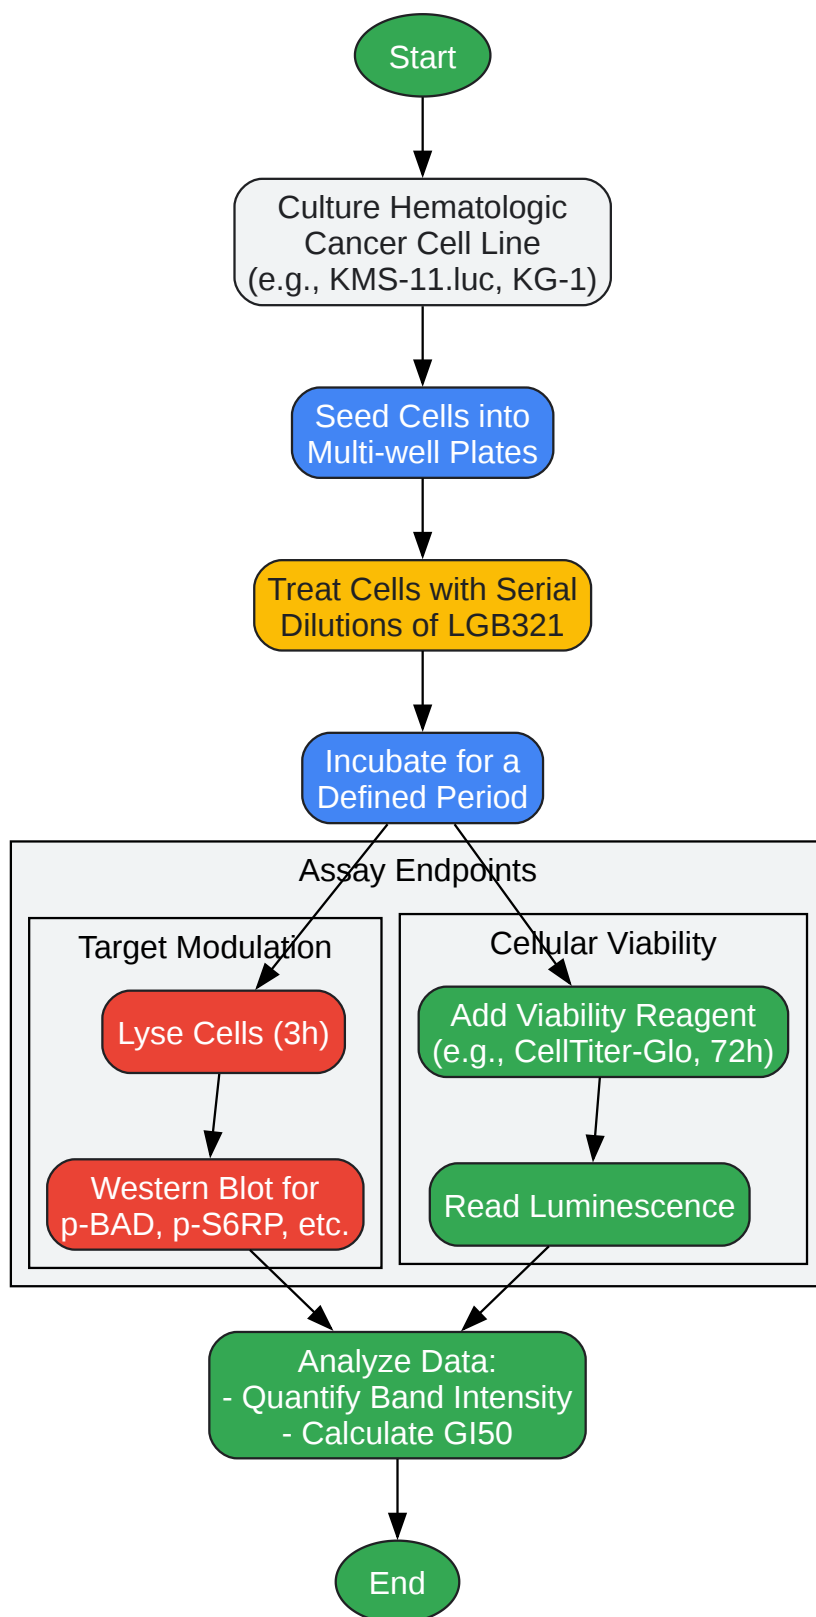 Start
Culture Hematologic
Cancer Cell Line
(e.g., KMS-11.luc, KG-1)
Seed Cells into
Multi-well Plates
Treat Cells with Serial
Dilutions of LGB321
Incubate for a
Defined Period
Assay Endpoints
Target Modulation
Lyse Cells (3h)
Western Blot for
p-BAD, p-S6RP, etc.
Cellular Viability
Add Viability Reagent
(e.g., CellTiter-Glo, 72h)
Read Luminescence
Analyze Data:
- Quantify Band Intensity
- Calculate GI50
End